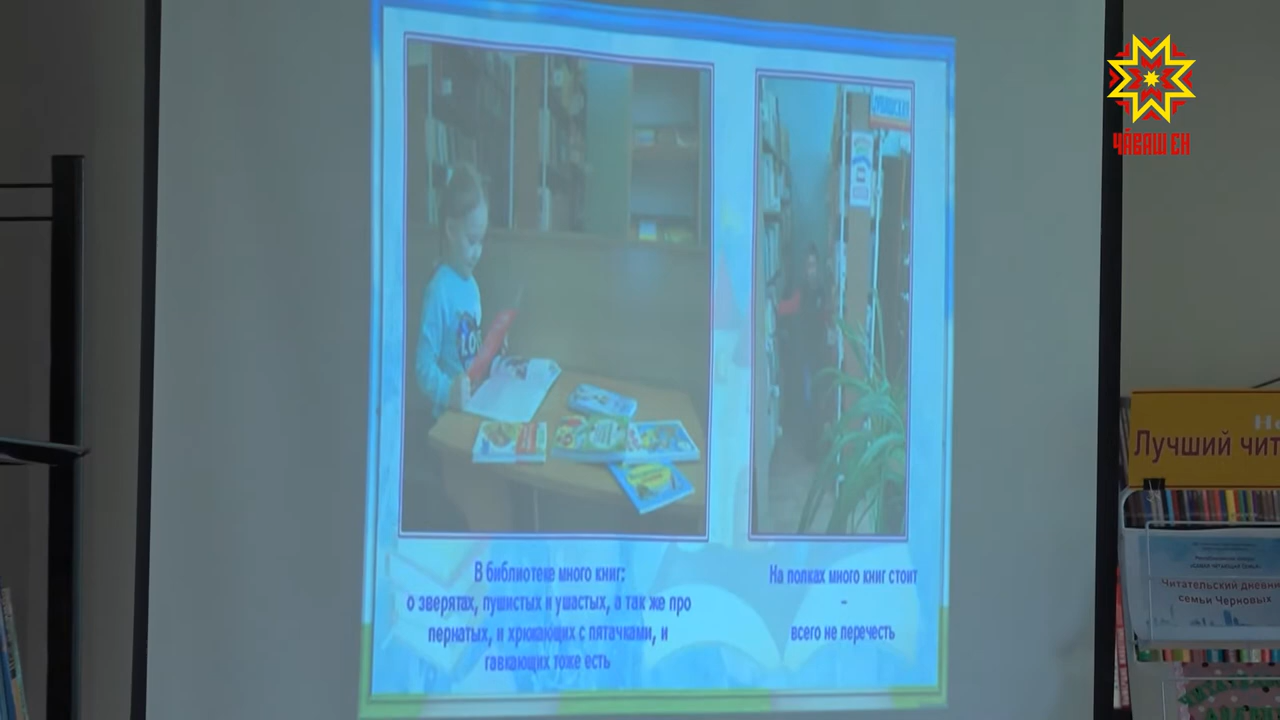 ЧӐВАШ ЕН
В библиотеке много книг:
о зверятах, пушистых и ушастых, а так же про
пернатых, и хрюкающих с пятачками, и
гавкающих тоже есть
На полках много книг стоит
-
всего не перечесть
Лучший чит
Читательский дневни
семьи Черновых